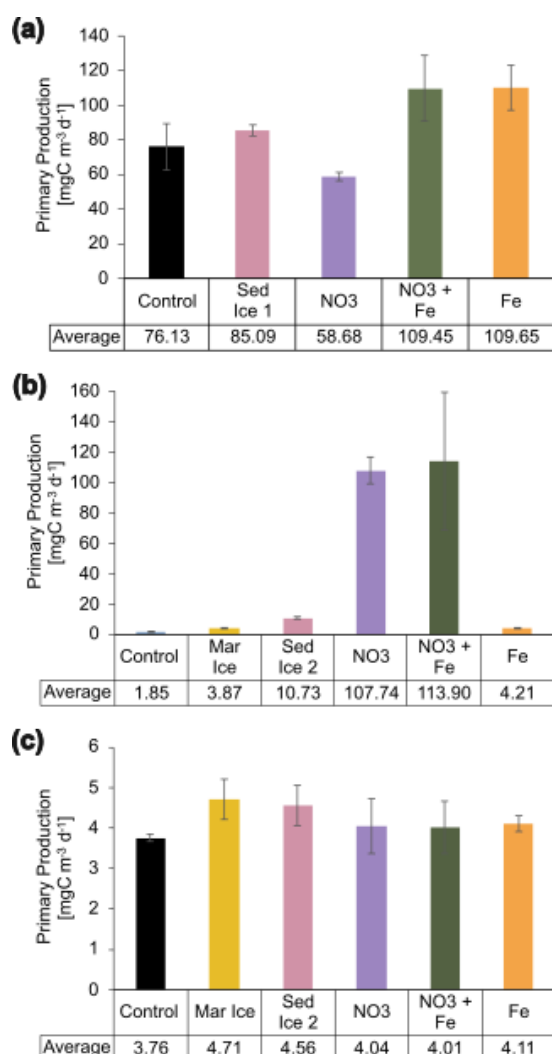 (a)
Primary Production
[mgC m-3 d-1]
140
120
100
80
60
40
20
0
Control Sed Ice 1 NO3 NO3 + Fe Fe
Average 76.13 85.09 58.68 109.45 109.65
(b)
Primary Production
[mgC m-3 d-1]
160
140
120
100
80
60
40
20
0
Control Mar Ice Sed Ice 2 NO3 NO3 + Fe Fe
Average 1.85 3.87 10.73 107.74 113.90 4.21
(c)
Primary Production
[mgC m-3 d-1]
6
5
4
3
2
1
0
Control Mar Ice Sed Ice 2 NO3 NO3 + Fe Fe
Average 3.76 4.71 4.56 4.04 4.01 4.11